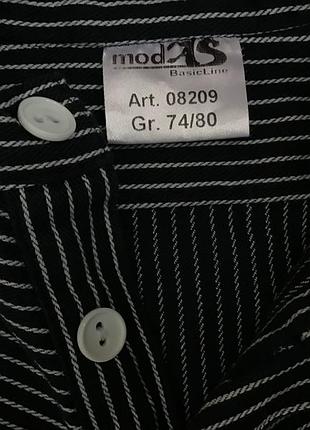 modAS
BasicLine
Art. 08209
Gr. 74/80